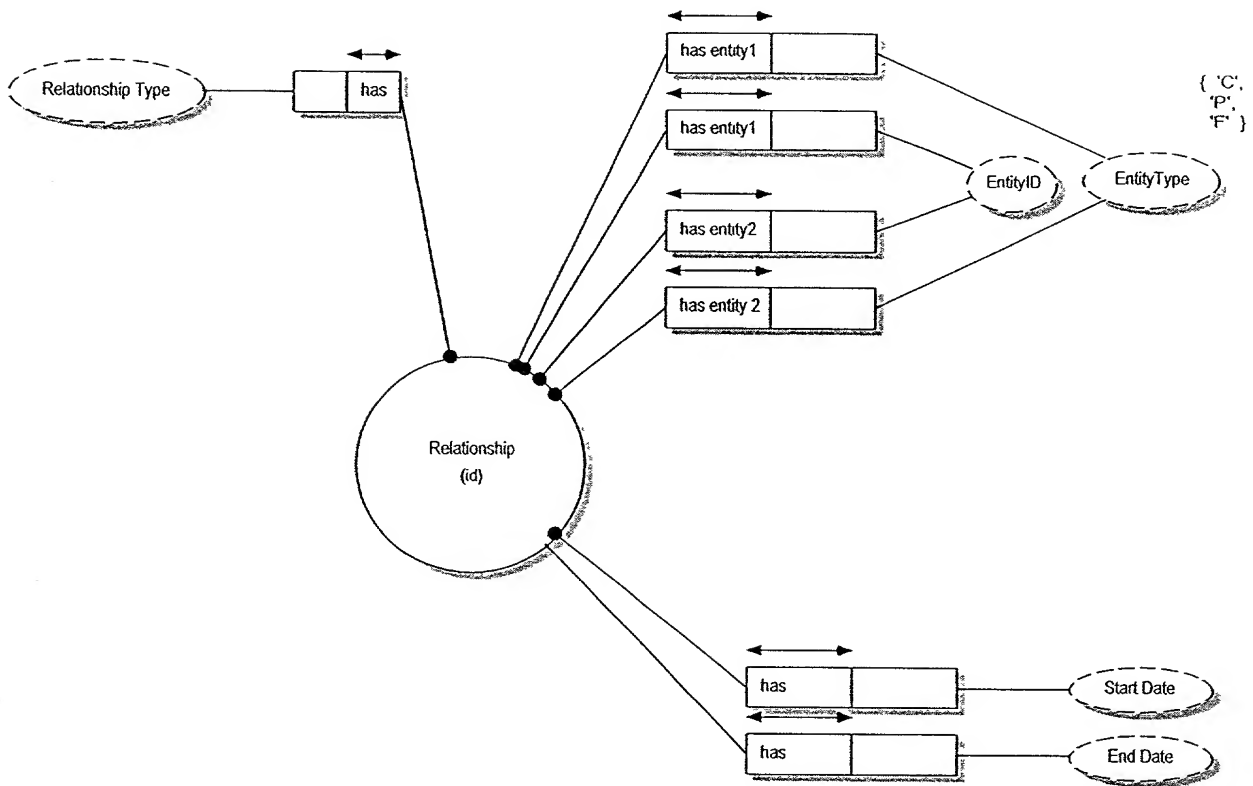 has entity1
{ 'C',
'P',
'F' }
Relationship Type
has
has entity1
EntityID
EntityType
has entity2
has entity 2
Relationship
(id)
has
Start Date
has
End Date